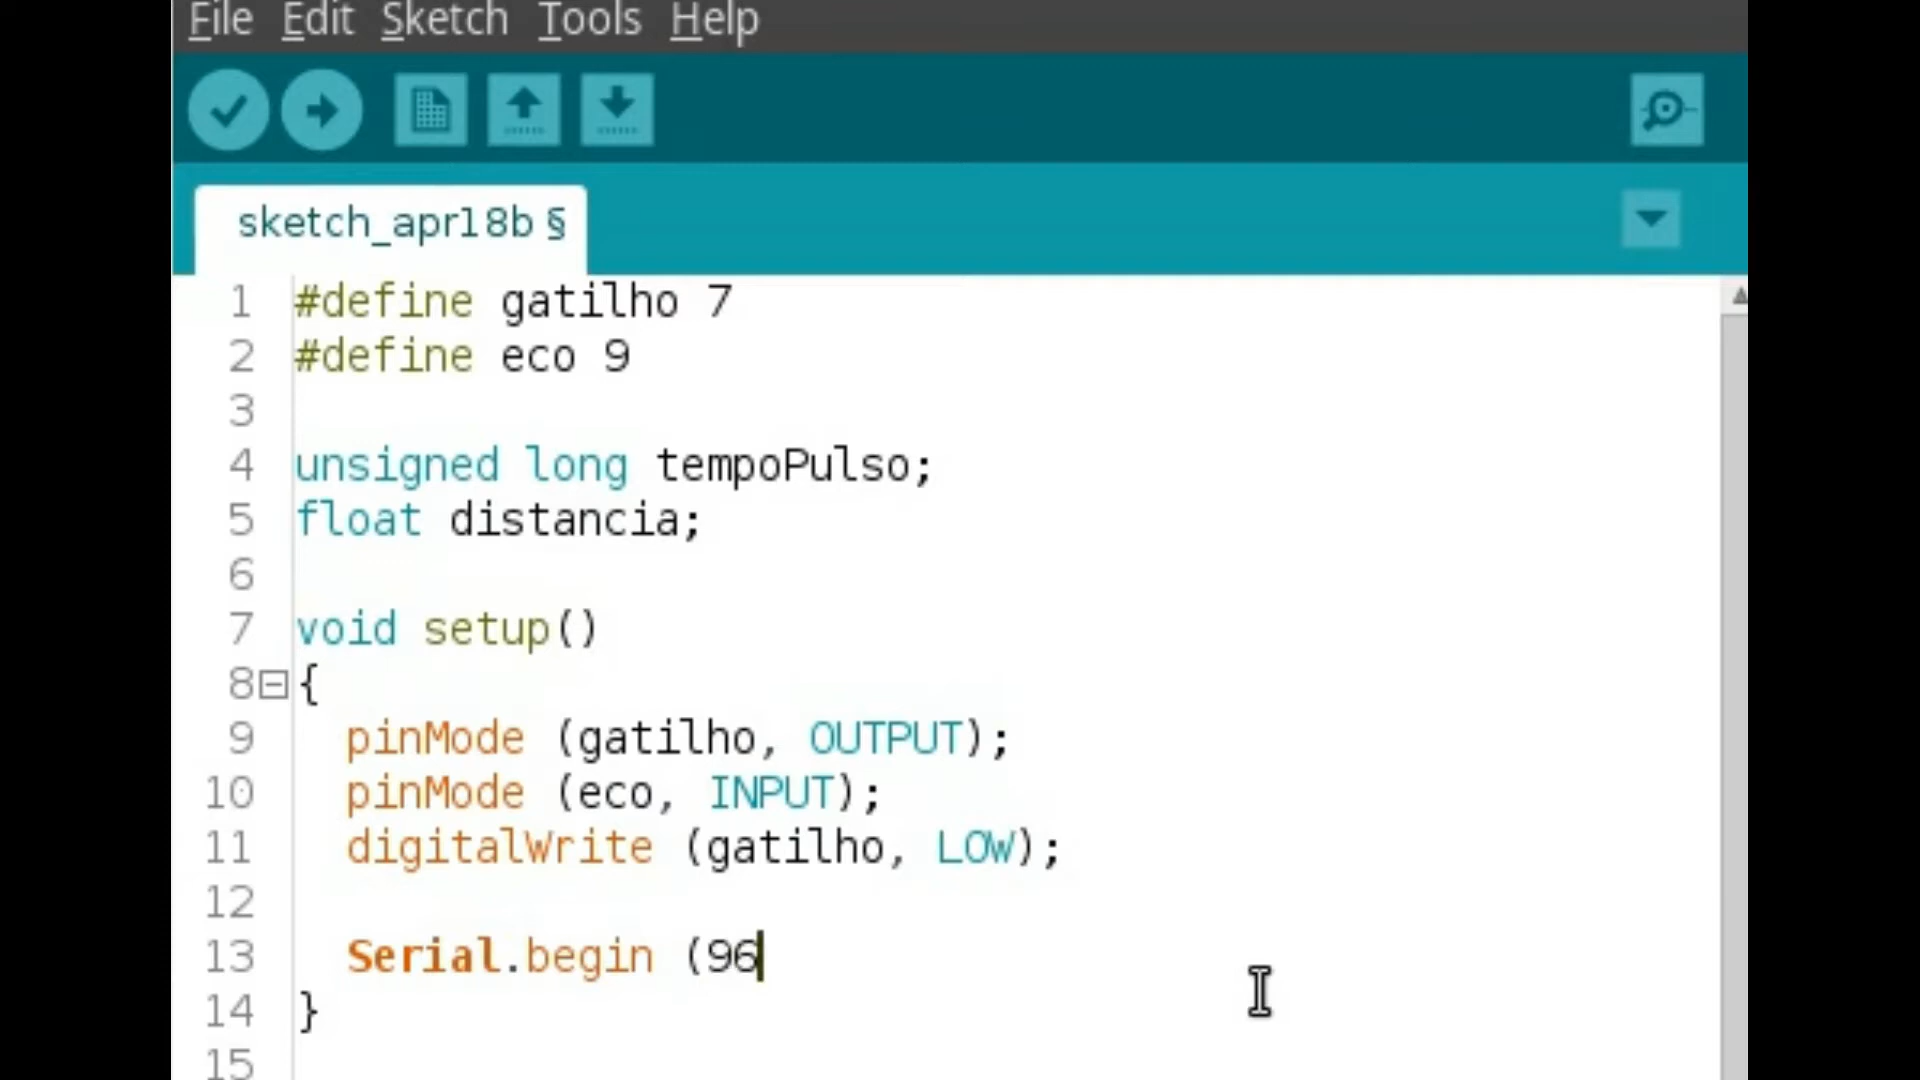 File Edit Sketch Tools Help
sketch_apr18b §
1 #define gatilho 7
2 #define eco 9
3
4 unsigned long tempoPulso;
5 float distancia;
6
7 void setup()
8 {
9 pinMode (gatilho, OUTPUT);
10 pinMode (eco, INPUT);
11 digitalWrite (gatilho, LOW);
12
13 Serial.begin (96
14 }
15